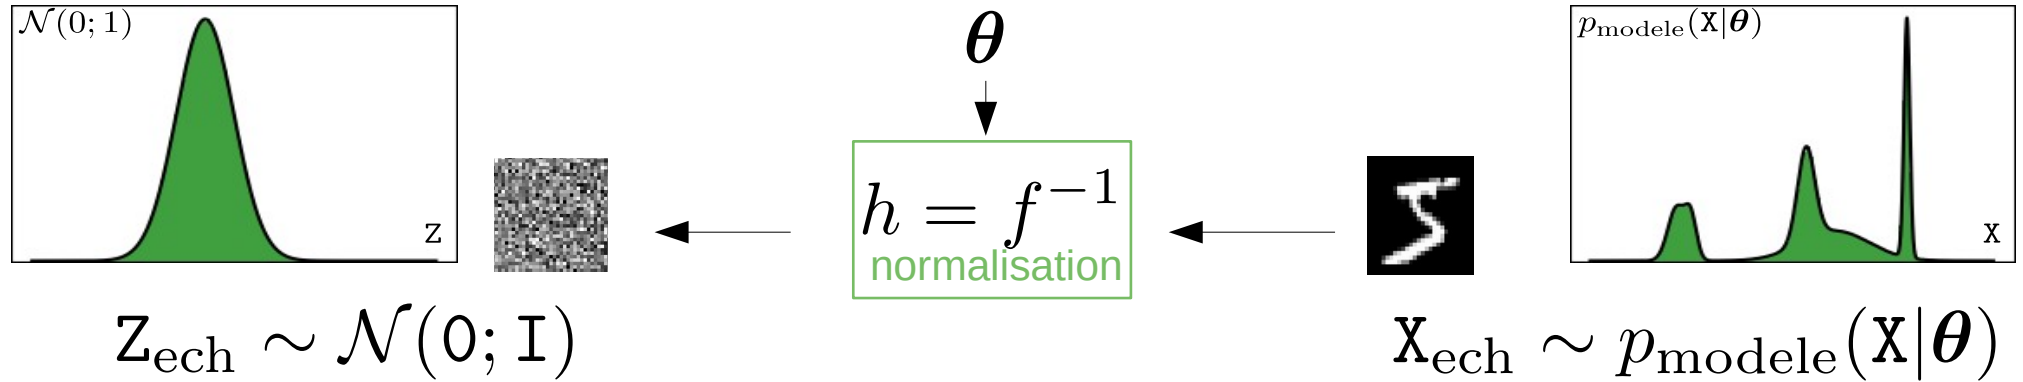 𝒩(0; 1)
Z
θ
h = f⁻¹
normalisation
p_modele(X|θ)
X
Z_ech ∼ 𝒩(0; I)
X_ech ∼ p_modele(X|θ)